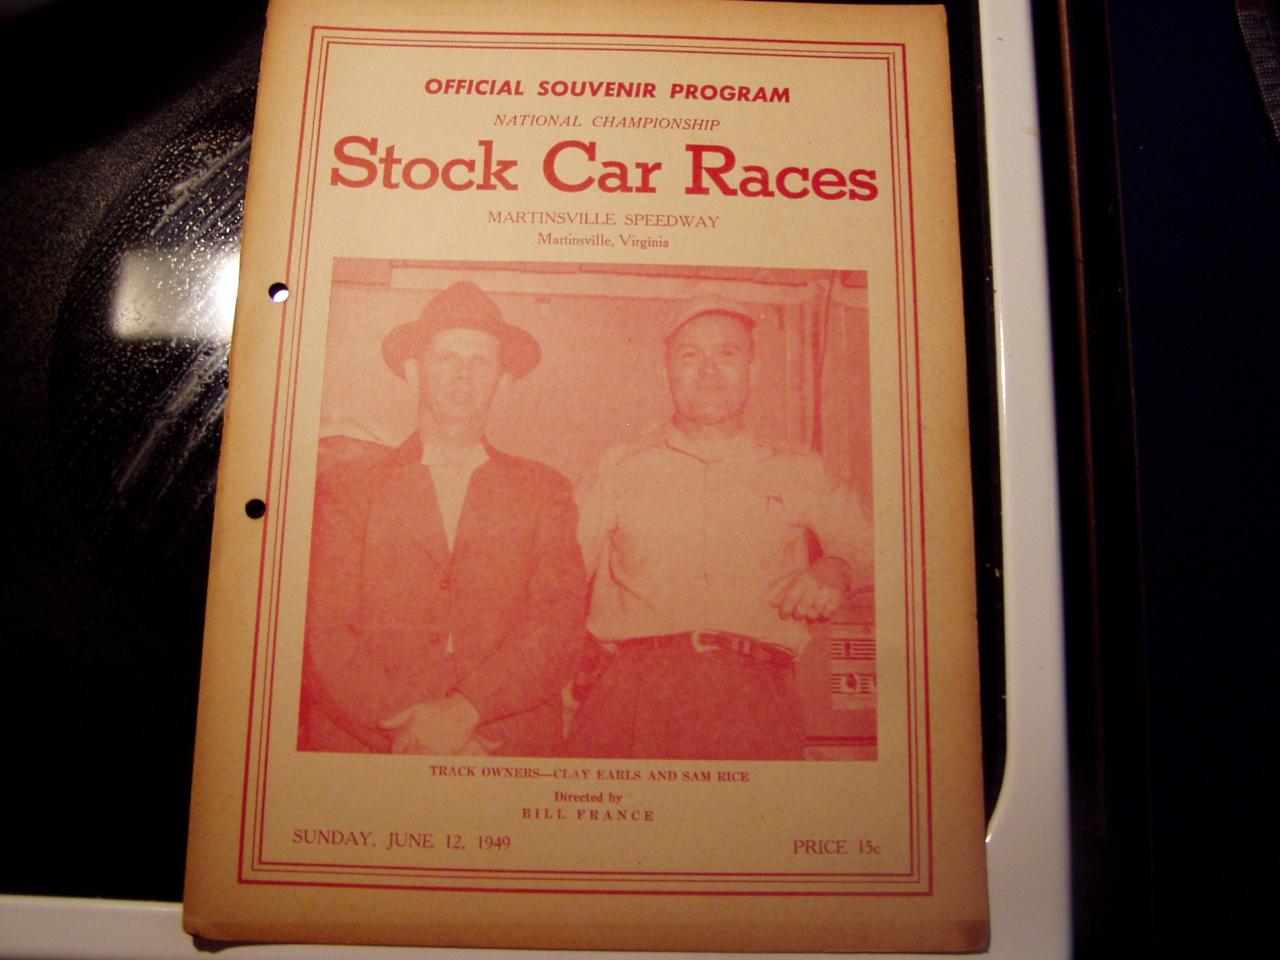 OFFICIAL SOUVENIR PROGRAM
NATIONAL CHAMPIONSHIP
Stock Car Races
MARTINSVILLE SPEEDWAY
Martinsville, Virginia
TRACK OWNERS—CLAY EARLS AND SAM RICE
Directed by
BILL FRANCE
SUNDAY, JUNE 12, 1949
PRICE 15c